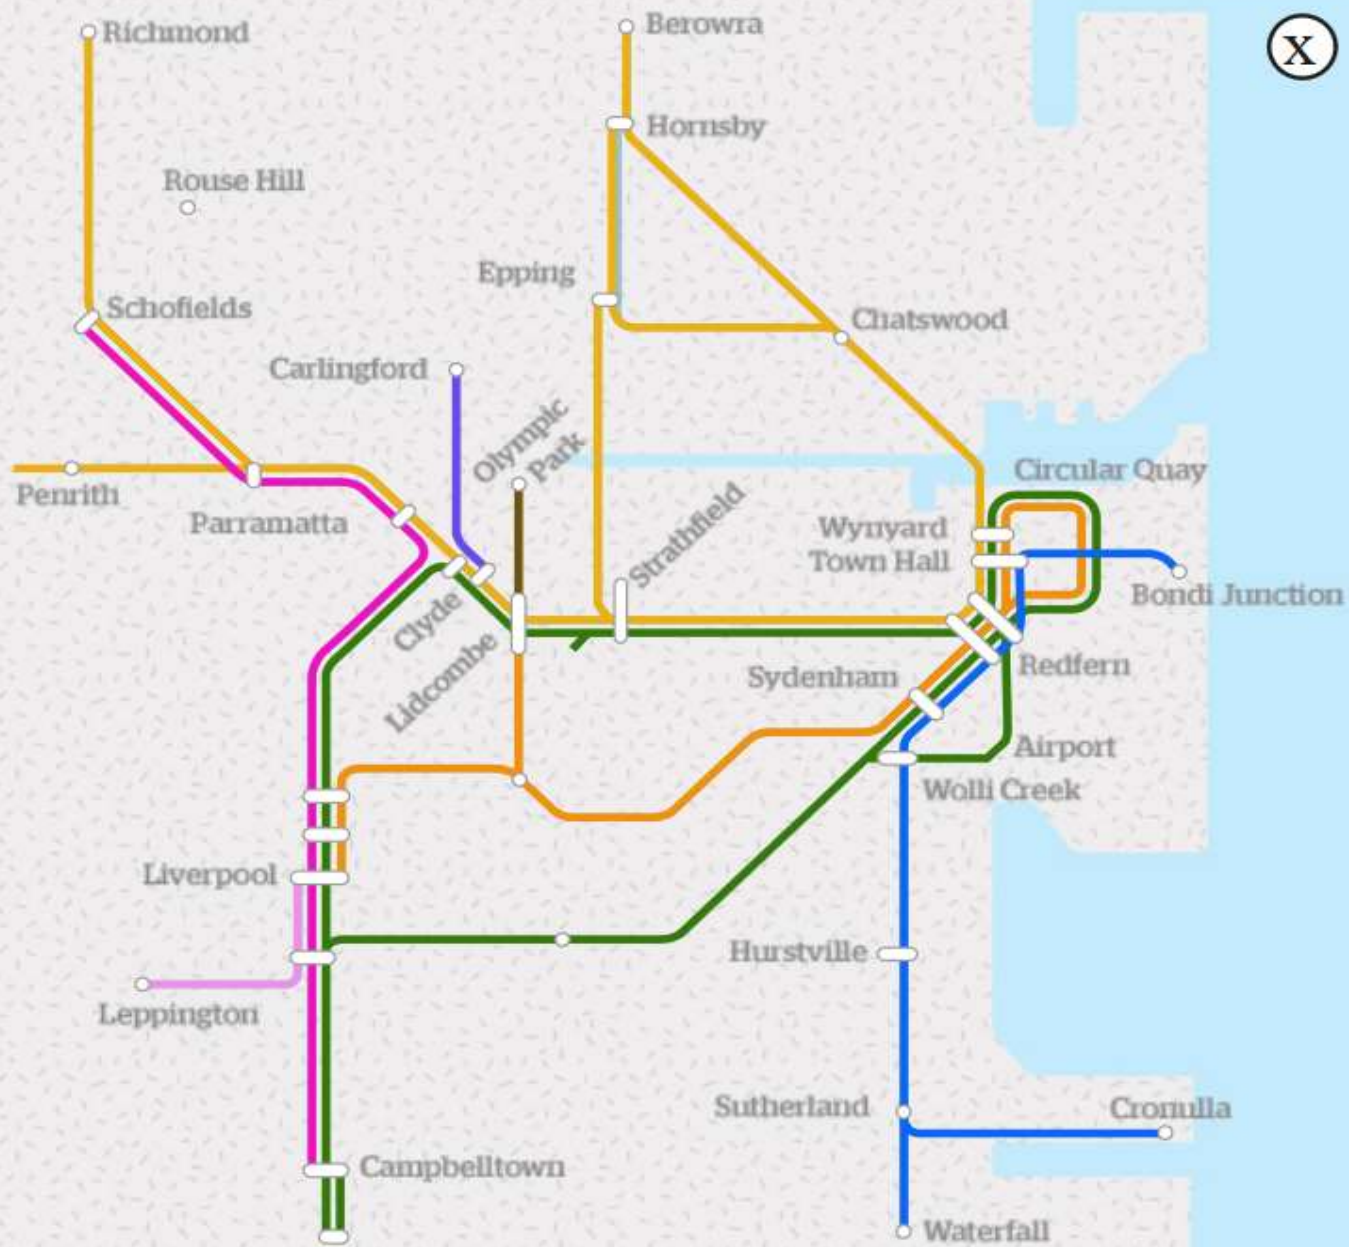 Richmond
Berowra
X
Hornsby
Rouse Hill
Epping
Schofields
Chatswood
Carlingford
Olympic
Park
Circular Quay
Penrith
Parramatta
Strathfield
Wynyard
Town Hall
Bondi Junction
Clyde
Lidcombe
Sydenham
Redfern
Airport
Wolli Creek
Liverpool
Hurstville
Leppington
Sutherland
Cronulla
Campbelltown
Waterfall